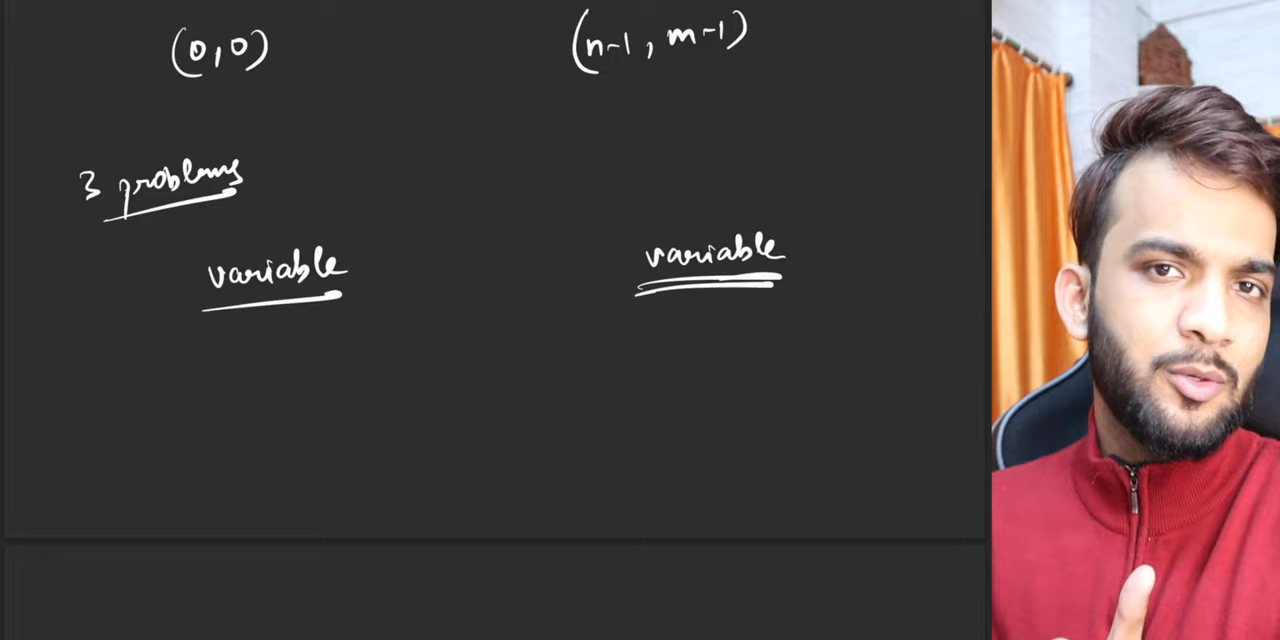 (0,0) (n-1, m-1)
3 problems
variable variable